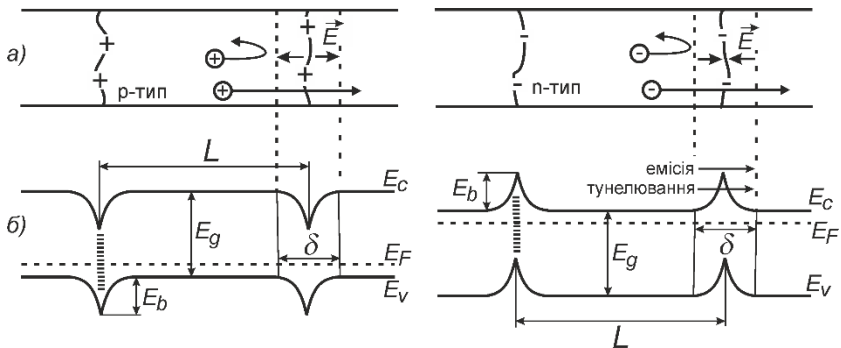 а)
E
р-тип
E
n-тип
L
E_b
емісія
тунелювання
E_c
E_c
б)
E_g
δ
E_F
E_b
E_v
E_g
δ
E_F
E_v
L